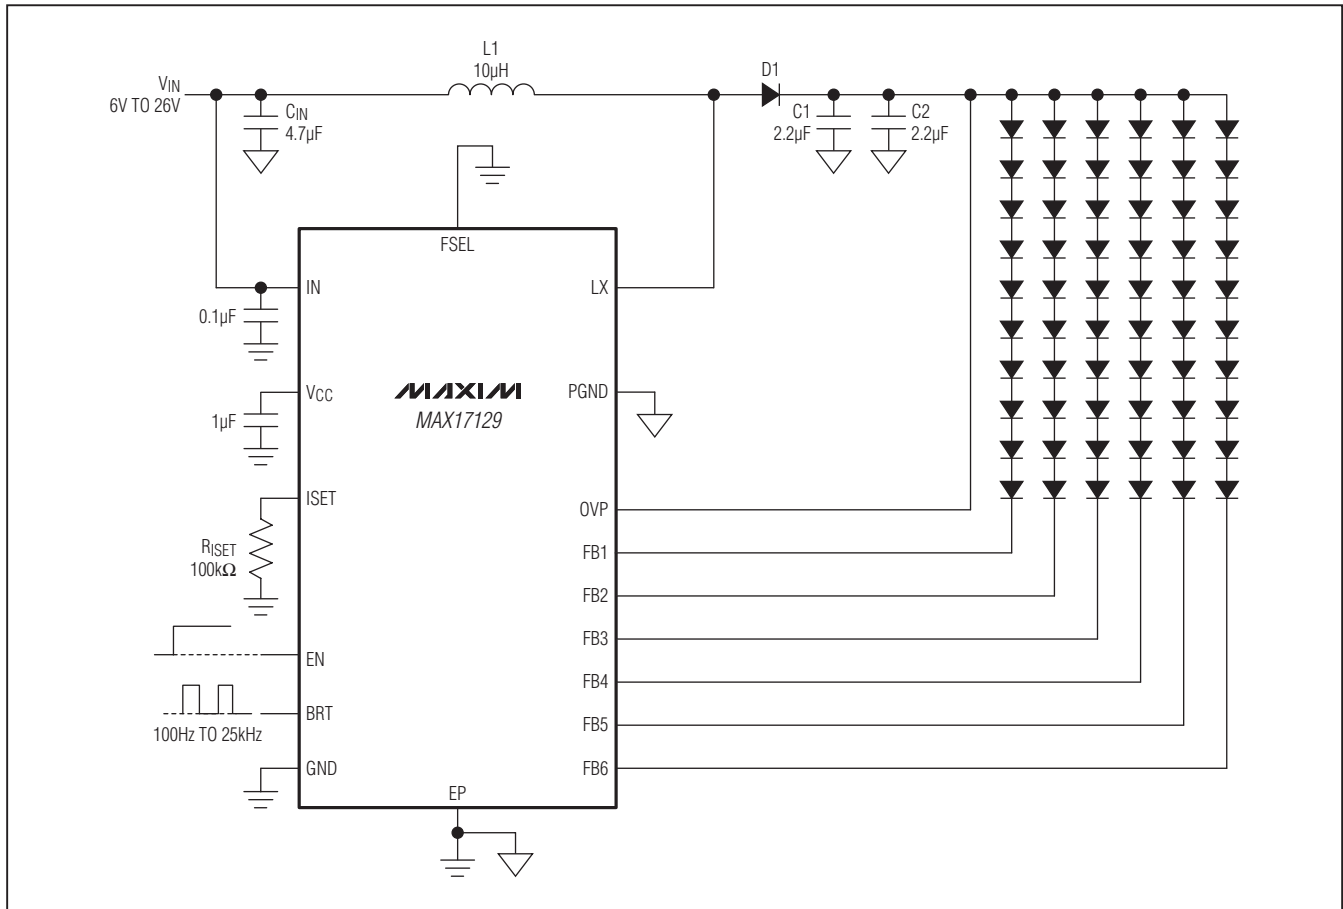 L1
10µH
D1
VIN
6V TO 26V
CIN
4.7µF
C1
2.2µF
C2
2.2µF
FSEL
IN
LX
0.1µF
VCC
MAXIM
MAX17129
PGND
1µF
ISET
OVP
RISET
100kΩ
FB1
FB2
FB3
EN
FB4
BRT
FB5
100Hz TO 25kHz
GND
FB6
EP